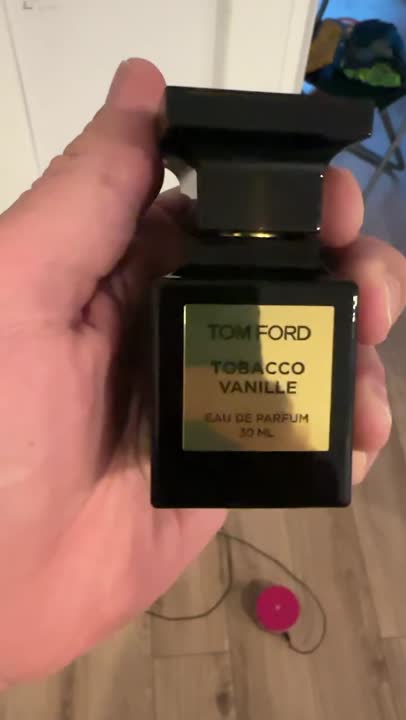 TOM FORD
TOBACCO
VANILLE
EAU DE PARFUM
30 ML